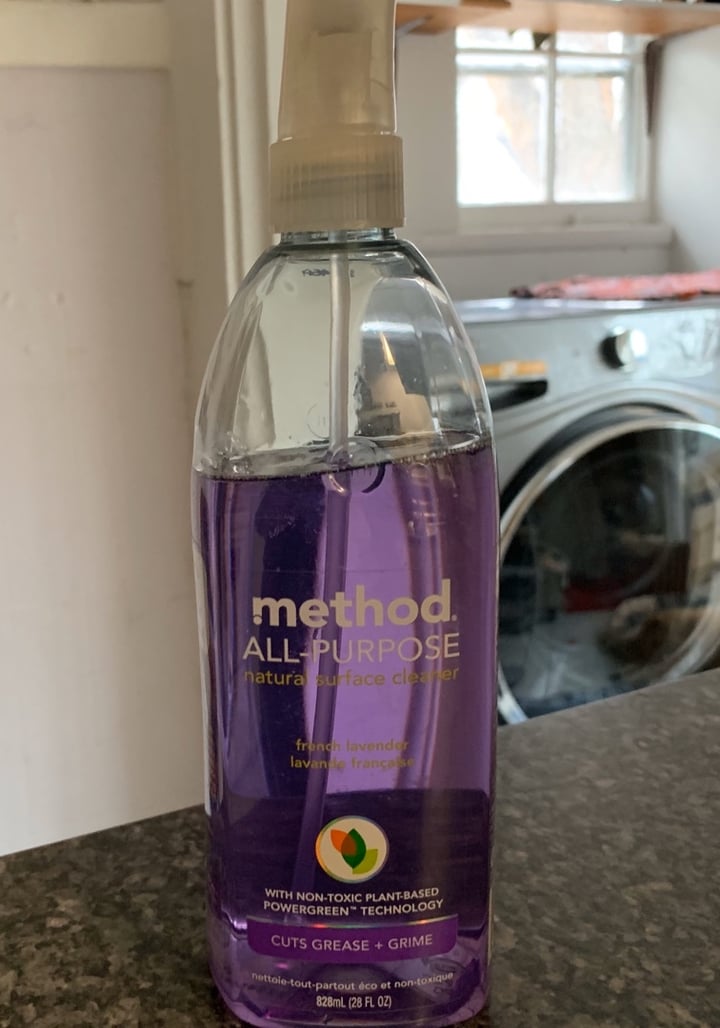 method.
ALL-PURPOSE
natural surface cleaner
french lavender
lavande française
WITH NON-TOXIC PLANT-BASED
POWERGREEN™ TECHNOLOGY
CUTS GREASE + GRIME
nettoie-tout-partout éco et non-toxique
828mL (28 FL OZ)